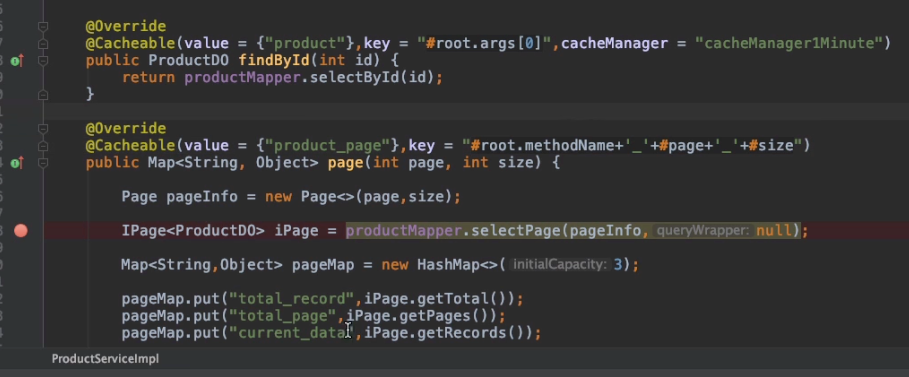 @Override
@Cacheable(value = {"product"},key = "#root.args[0]",cacheManager = "cacheManager1Minute")
public ProductDO findById(int id) {
return productMapper.selectById(id);
}
@Override
@Cacheable(value = {"product_page"},key = "#root.methodName+'_'+#page+'_'+#size")
public Map<String, Object> page(int page, int size) {
Page pageInfo = new Page<>(page,size);
IPage<ProductDO> iPage = productMapper.selectPage(pageInfo, queryWrapper: null);
Map<String,Object> pageMap = new HashMap<>( initialCapacity: 3);
pageMap.put("total_record",iPage.getTotal());
pageMap.put("total_page",iPage.getPages());
pageMap.put("current_data",iPage.getRecords());
ProductServiceImpl